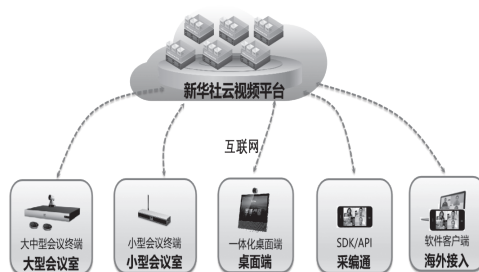 新华社云视频平台
互联网
大中型会议终端
大型会议室
小型会议终端
小型会议室
一体化桌面端
桌面端
SDK/API
采编通
软件客户端
海外接入